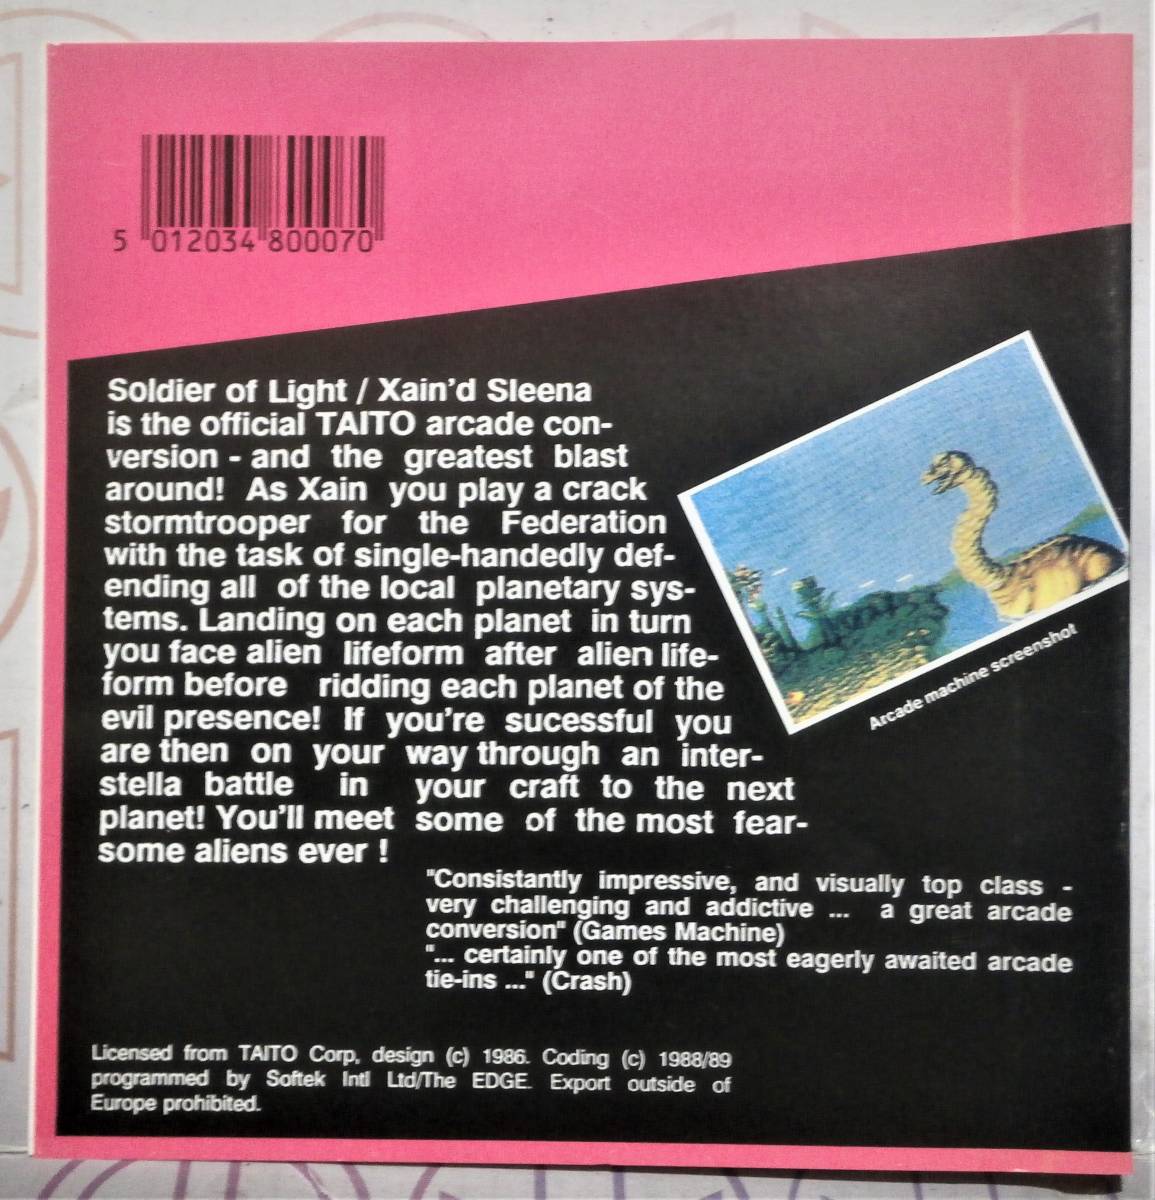 5 012034 800070
Soldier of Light / Xain'd Sleena
is the official TAITO arcade con-
version - and the greatest blast
around! As Xain you play a crack
stormtrooper for the Federation
with the task of single-handedly def-
ending all of the local planetary sys-
tems. Landing on each planet in turn
you face alien lifeform after alien life-
form before ridding each planet of the
evil presence! If you're sucessful you
are then on your way through an inter-
stella battle in your craft to the next
planet! You'll meet some of the most fear-
some aliens ever !
Arcade machine screenshot
"Consistantly impressive, and visually top class -
very challenging and addictive ... a great arcade
conversion" (Games Machine)
"... certainly one of the most eagerly awaited arcade
tie-ins ..." (Crash)
Licensed from TAITO Corp, design (c) 1986. Coding (c) 1988/89
programmed by Softek Intl Ltd/The EDGE. Export outside of
Europe prohibited.